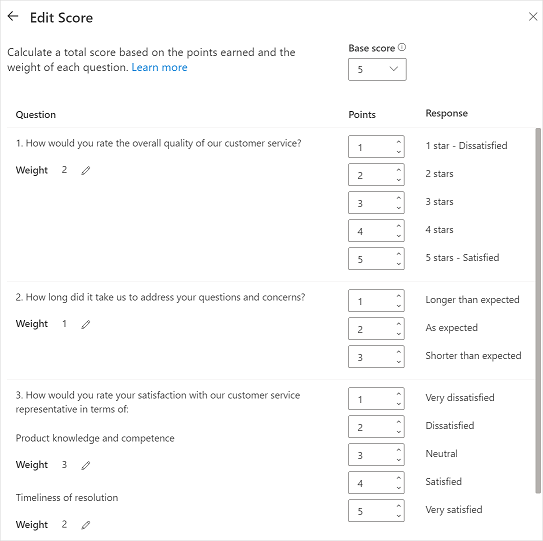 Edit Score
Calculate a total score based on the points earned and the
weight of each question. Learn more
Base score
5
Question Points Response
1. How would you rate the overall quality of our customer service?
Weight 2
1 1 star - Dissatisfied
2 2 stars
3 3 stars
4 4 stars
5 5 stars - Satisfied
2. How long did it take us to address your questions and concerns?
Weight 1
1 Longer than expected
2 As expected
3 Shorter than expected
3. How would you rate your satisfaction with our customer service
representative in terms of:
Product knowledge and competence
Weight 3
Timeliness of resolution
Weight 2
1 Very dissatisfied
2 Dissatisfied
3 Neutral
4 Satisfied
5 Very satisfied